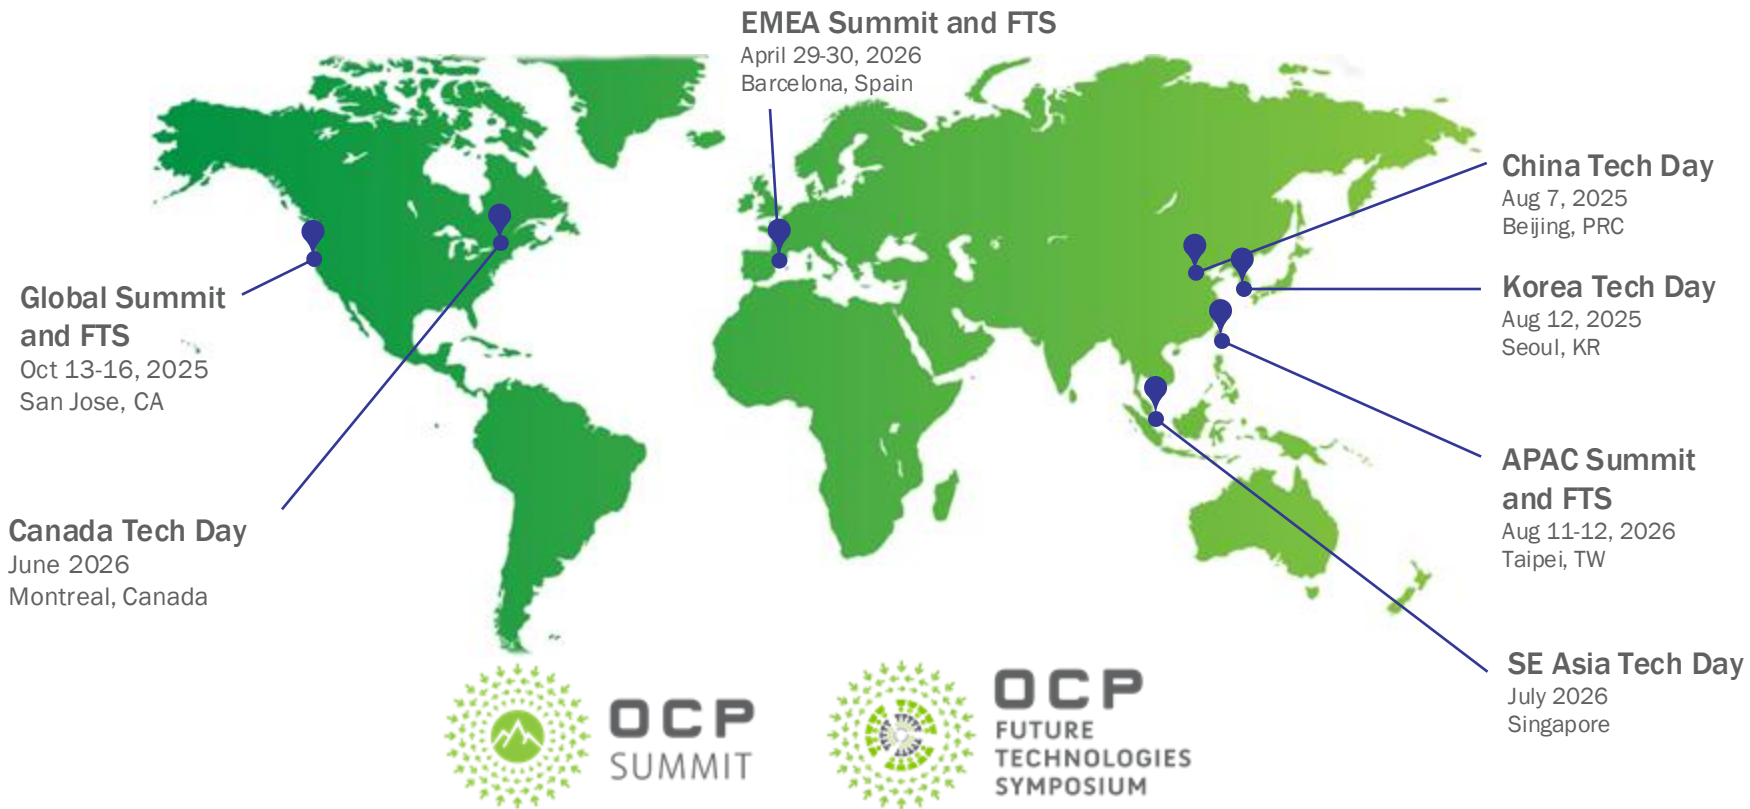 EMEA Summit and FTS
April 29-30, 2026
Barcelona, Spain
China Tech Day
Aug 7, 2025
Beijing, PRC
Global Summit
and FTS
Oct 13-16, 2025
San Jose, CA
Korea Tech Day
Aug 12, 2025
Seoul, KR
APAC Summit
and FTS
Aug 11-12, 2026
Taipei, TW
Canada Tech Day
June 2026
Montreal, Canada
SE Asia Tech Day
July 2026
Singapore
OCP
SUMMIT
OCP
FUTURE
TECHNOLOGIES
SYMPOSIUM